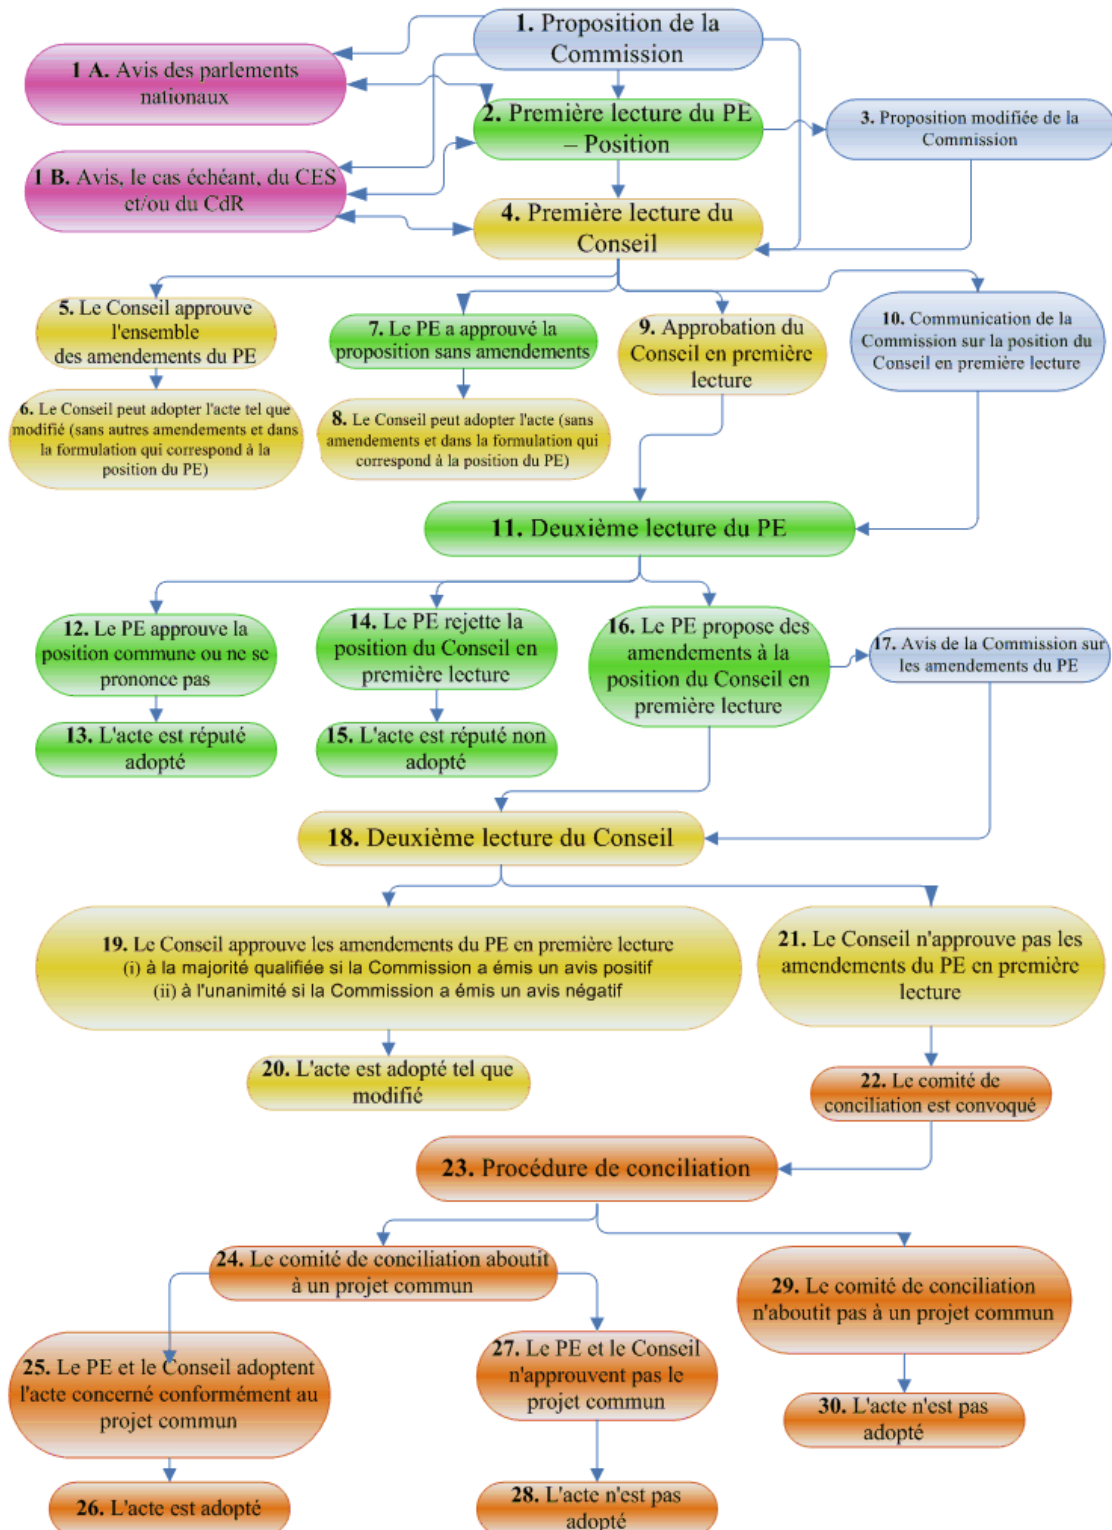 1. Proposition de la
Commission
1 A. Avis des parlements
nationaux
2. Première lecture du PE
– Position
3. Proposition modifiée de la
Commission
1 B. Avis, le cas échéant, du CES
et/ou du CdR
4. Première lecture du
Conseil
5. Le Conseil approuve
l'ensemble
des amendements du PE
7. Le PE a approuvé la
proposition sans amendements
9. Approbation du
Conseil en première
lecture
10. Communication de la
Commission sur la position du
Conseil en première lecture
6. Le Conseil peut adopter l'acte tel que
modifié (sans autres amendements et dans
la formulation qui correspond à la
position du PE)
8. Le Conseil peut adopter l'acte (sans
amendements et dans la formulation qui
correspond à la position du PE)
11. Deuxième lecture du PE
12. Le PE approuve la
position commune ou ne se
prononce pas
14. Le PE rejette la
position du Conseil en
première lecture
16. Le PE propose des
amendements à la
position du Conseil en
première lecture
17. Avis de la Commission sur
les amendements du PE
13. L'acte est réputé
adopté
15. L'acte est réputé non
adopté
18. Deuxième lecture du Conseil
19. Le Conseil approuve les amendements du PE en première lecture
(i) à la majorité qualifiée si la Commission a émis un avis positif
(ii) à l'unanimité si la Commission a émis un avis négatif
21. Le Conseil n'approuve pas les
amendements du PE en première
lecture
20. L'acte est adopté tel que
modifié
22. Le comité de
conciliation est convoqué
23. Procédure de conciliation
24. Le comité de conciliation aboutit
à un projet commun
29. Le comité de conciliation
n'aboutit pas à un projet commun
25. Le PE et le Conseil adoptent
l'acte concerné conformément au
projet commun
27. Le PE et le Conseil
n'approuvent pas le
projet commun
30. L'acte n'est pas
adopté
26. L'acte est adopté
28. L'acte n'est pas
adopté